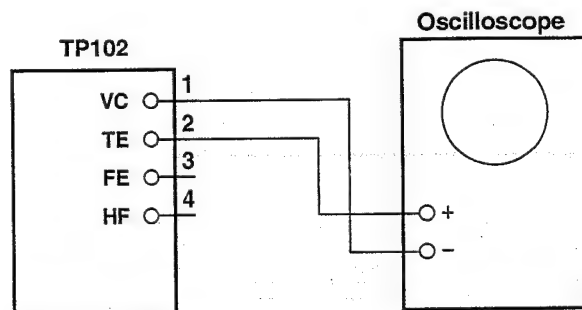 Oscilloscope
TP102
VC 1
TE 2
FE 3
HF 4
+
−